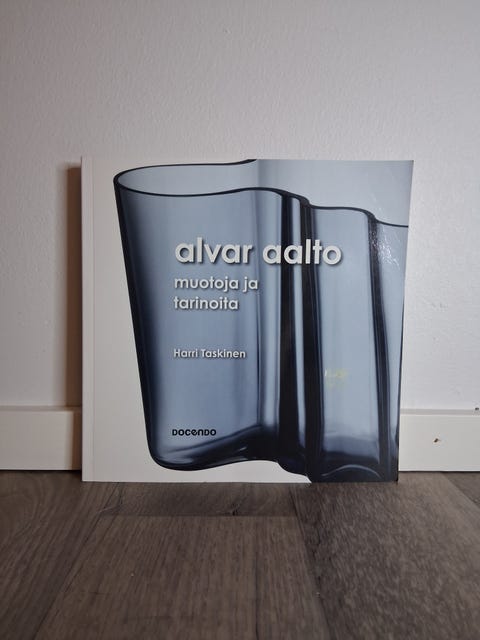 alvar aalto
muotoja ja
tarinoita
Harri Taskinen
DOCENDO